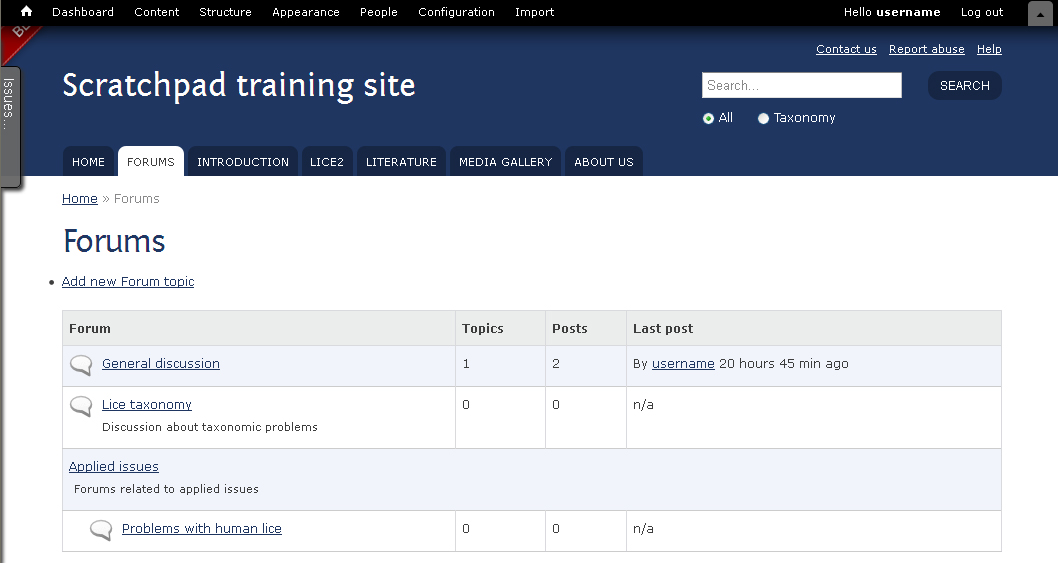 Dashboard Content Structure Appearance People Configuration Import Hello username Log out
Contact us Report abuse Help
Issues...
Scratchpad training site
Search... SEARCH
All Taxonomy
HOME FORUMS INTRODUCTION LICE2 LITERATURE MEDIA GALLERY ABOUT US
Home » Forums
Forums
• Add new Forum topic
Forum Topics Posts Last post
General discussion 1 2 By username 20 hours 45 min ago
Lice taxonomy 0 0 n/a
Discussion about taxonomic problems
Applied issues
Forums related to applied issues
Problems with human lice 0 0 n/a